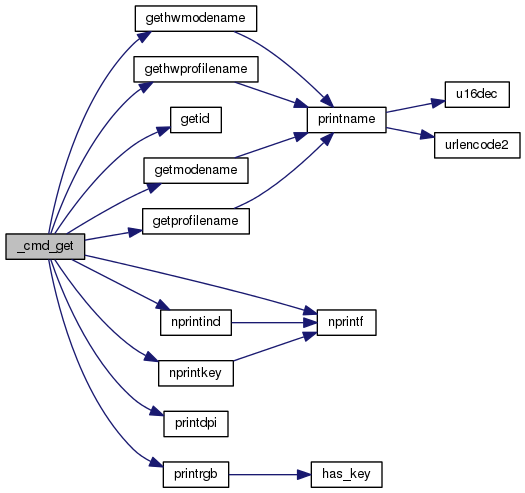 gethwmodename
gethwprofilename
u16dec
getid
printname
urlencode2
getmodename
getprofilename
_cmd_get
nprintind
nprintf
nprintkey
printdpi
printrgb
has_key